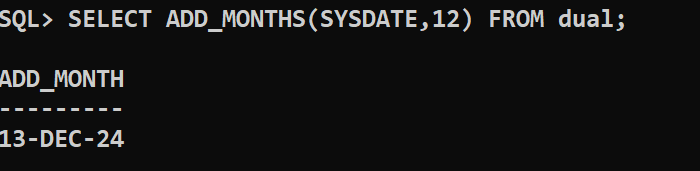 SQL> SELECT ADD_MONTHS(SYSDATE,12) FROM dual;
ADD_MONTH
---------
13-DEC-24